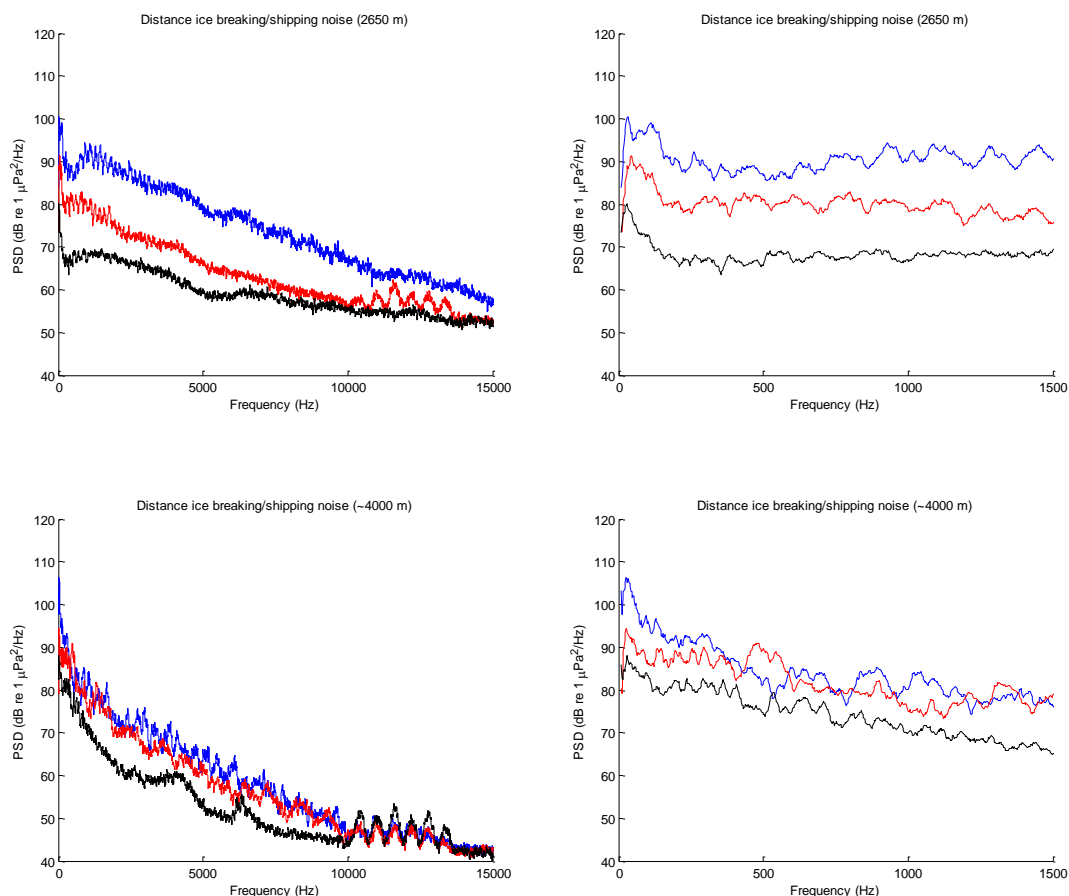 Distance ice breaking/shipping noise (2650 m)
120
110
100
90
80
70
60
50
40
PSD (dB re 1 μPa²/Hz)
0 5000 10000 15000
Frequency (Hz)
Distance ice breaking/shipping noise (2650 m)
120
110
100
90
80
70
60
50
40
PSD (dB re 1 μPa²/Hz)
0 500 1000 1500
Frequency (Hz)
Distance ice breaking/shipping noise (~4000 m)
120
110
100
90
80
70
60
50
40
PSD (dB re 1 μPa²/Hz)
0 5000 10000 15000
Frequency (Hz)
Distance ice breaking/shipping noise (~4000 m)
120
110
100
90
80
70
60
50
40
PSD (dB re 1 μPa²/Hz)
0 500 1000 1500
Frequency (Hz)